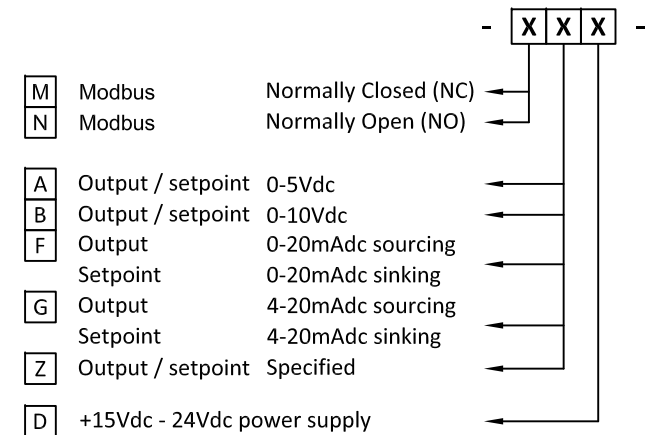 - X X X -
M Modbus Normally Closed (NC)
N Modbus Normally Open (NO)
A Output / setpoint 0-5Vdc
B Output / setpoint 0-10Vdc
F Output 0-20mAdc sourcing
Setpoint 0-20mAdc sinking
G Output 4-20mAdc sourcing
Setpoint 4-20mAdc sinking
Z Output / setpoint Specified
D +15Vdc - 24Vdc power supply